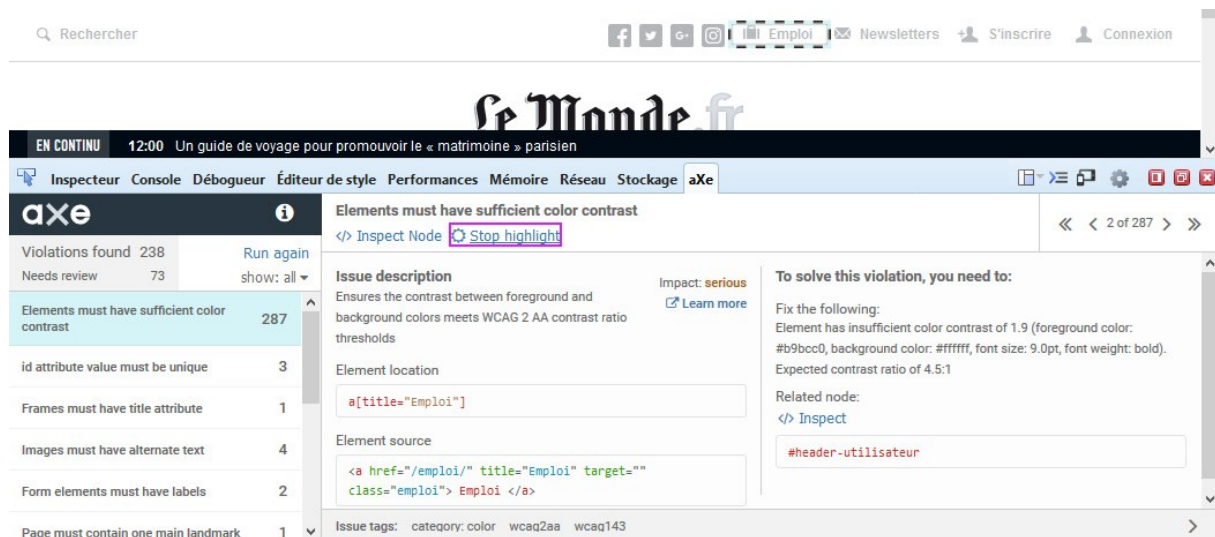 Rechercher
Emploi Newsletters S'inscrire Connexion
Le Monde.fr
EN CONTINU 12:00 Un guide de voyage pour promouvoir le « matrimoine » parisien
Inspecteur Console Débogueur Éditeur de style Performances Mémoire Réseau Stockage aXe
axe
Violations found 238
Run again
Needs review 73
show: all
Elements must have sufficient color contrast 287
id attribute value must be unique 3
Frames must have title attribute 1
Images must have alternate text 4
Form elements must have labels 2
Page must contain one main landmark 1
Elements must have sufficient color contrast
</> Inspect Node Stop highlight
2 of 287
Issue description
Impact: serious
Learn more
Ensures the contrast between foreground and
background colors meets WCAG 2 AA contrast ratio
thresholds
Element location
a[title="Emploi"]
Element source
<a href="/emploi/" title="Emploi" target=""
class="emploi"> Emploi </a>
To solve this violation, you need to:
Fix the following:
Element has insufficient color contrast of 1.9 (foreground color:
#b9bcc0, background color: #ffffff, font size: 9.0pt, font weight: bold).
Expected contrast ratio of 4.5:1
Related node:
</> Inspect
#header-utilisateur
Issue tags: category: color wcag2aa wcag143